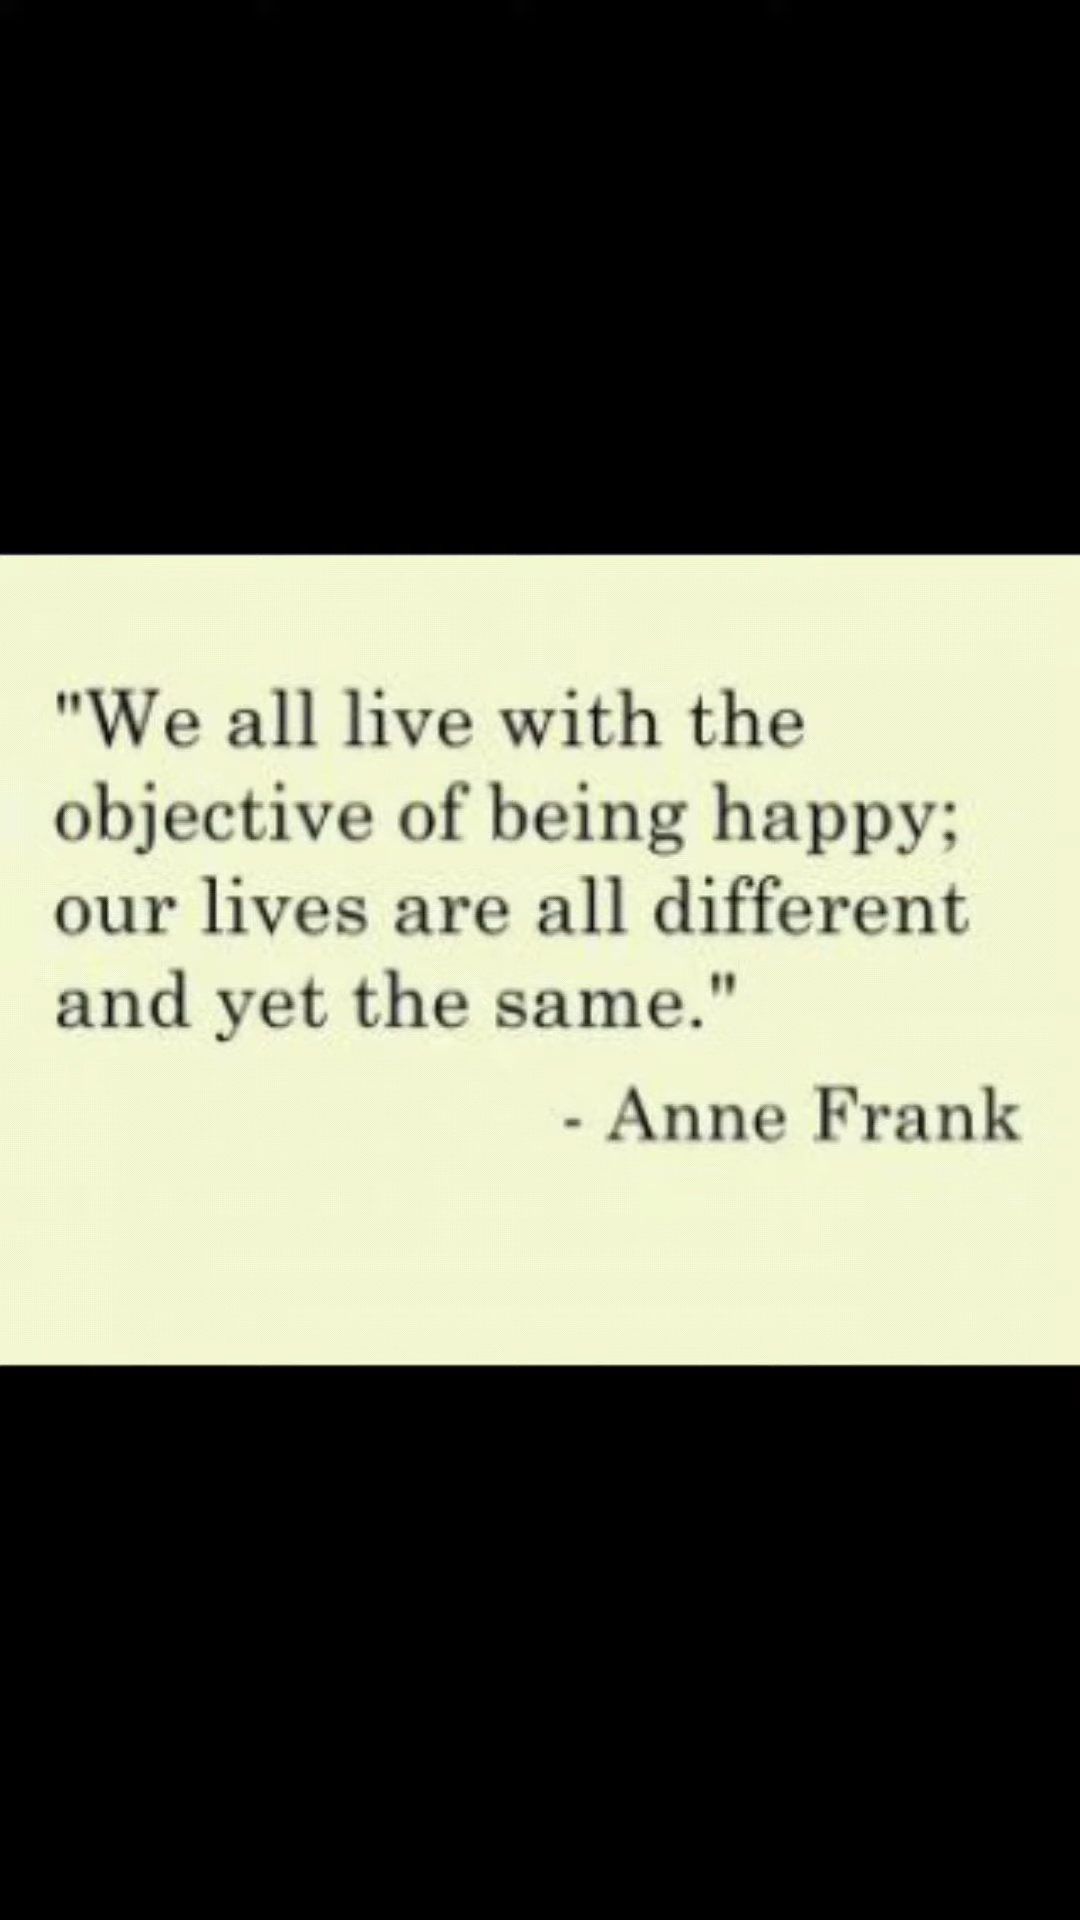 "We all live with the
objective of being happy;
our lives are all different
and yet the same."
- Anne Frank